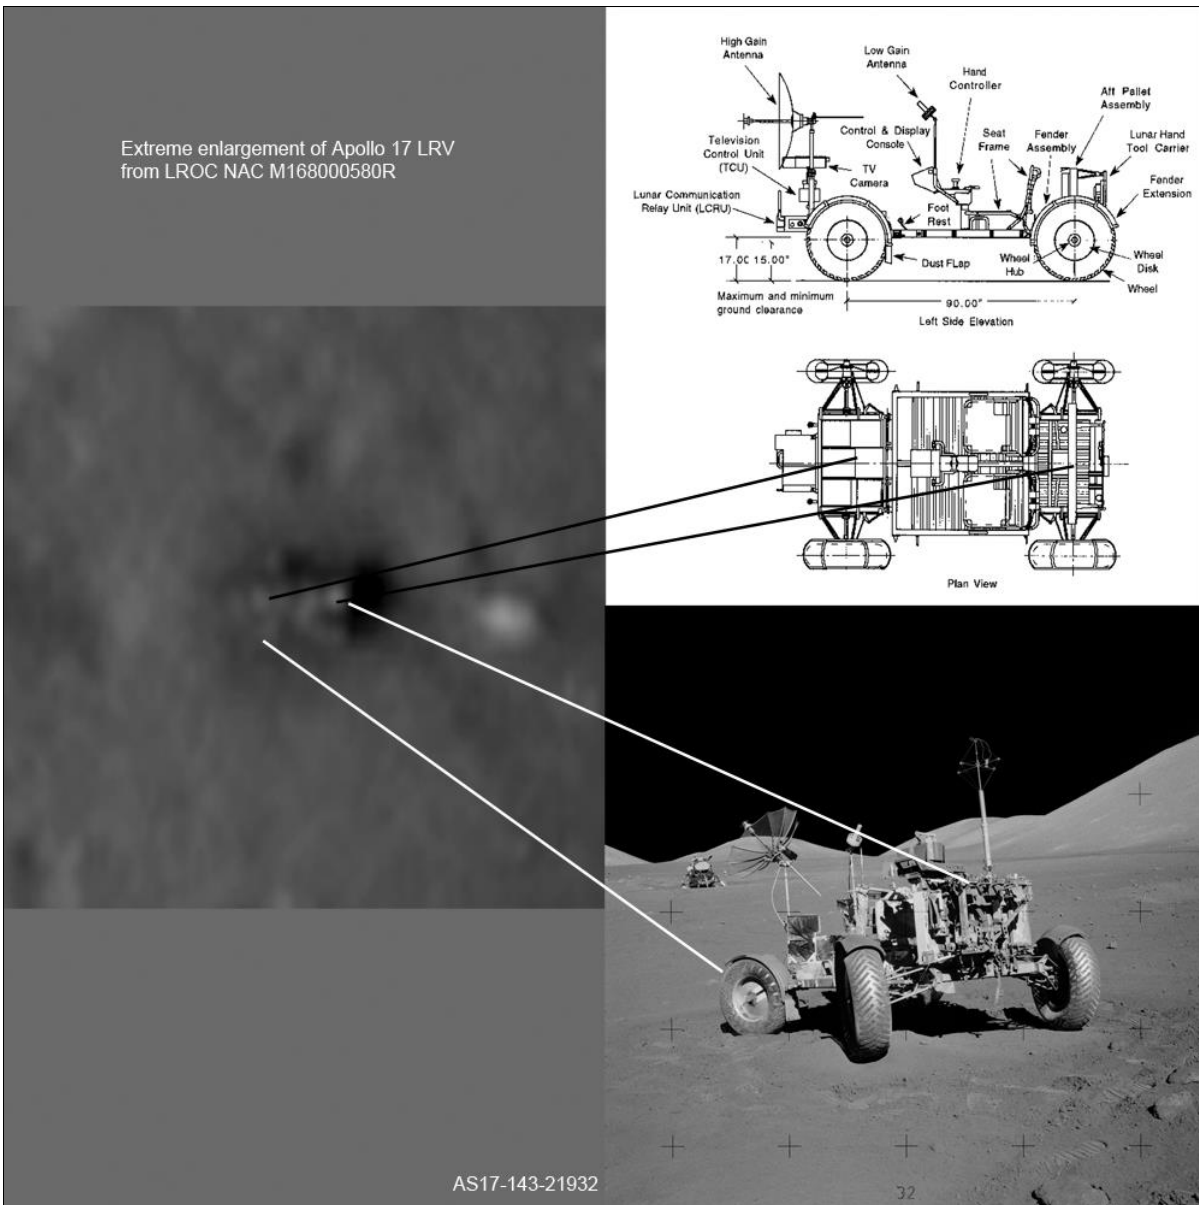 Extreme enlargement of Apollo 17 LRV
from LROC NAC M168000580R
High Gain
Antenna
Low Gain
Antenna
Hand
Controller
Aft Pallet
Assembly
Television
Control Unit
(TCU)
TV
Camera
Control & Display
Console
Seat
Frame
Fender
Assembly
Lunar Hand
Tool Carrier
Fender
Extension
Lunar Communication
Relay Unit (LCRU)
Foot
Rest
17.00 15.00"
Dust FLap
Wheel
Hub
Wheel
Disk
Wheel
Maximum and minimum
ground clearance
90.00"
Left Side Elevation
Plan View
AS17-143-21932
32